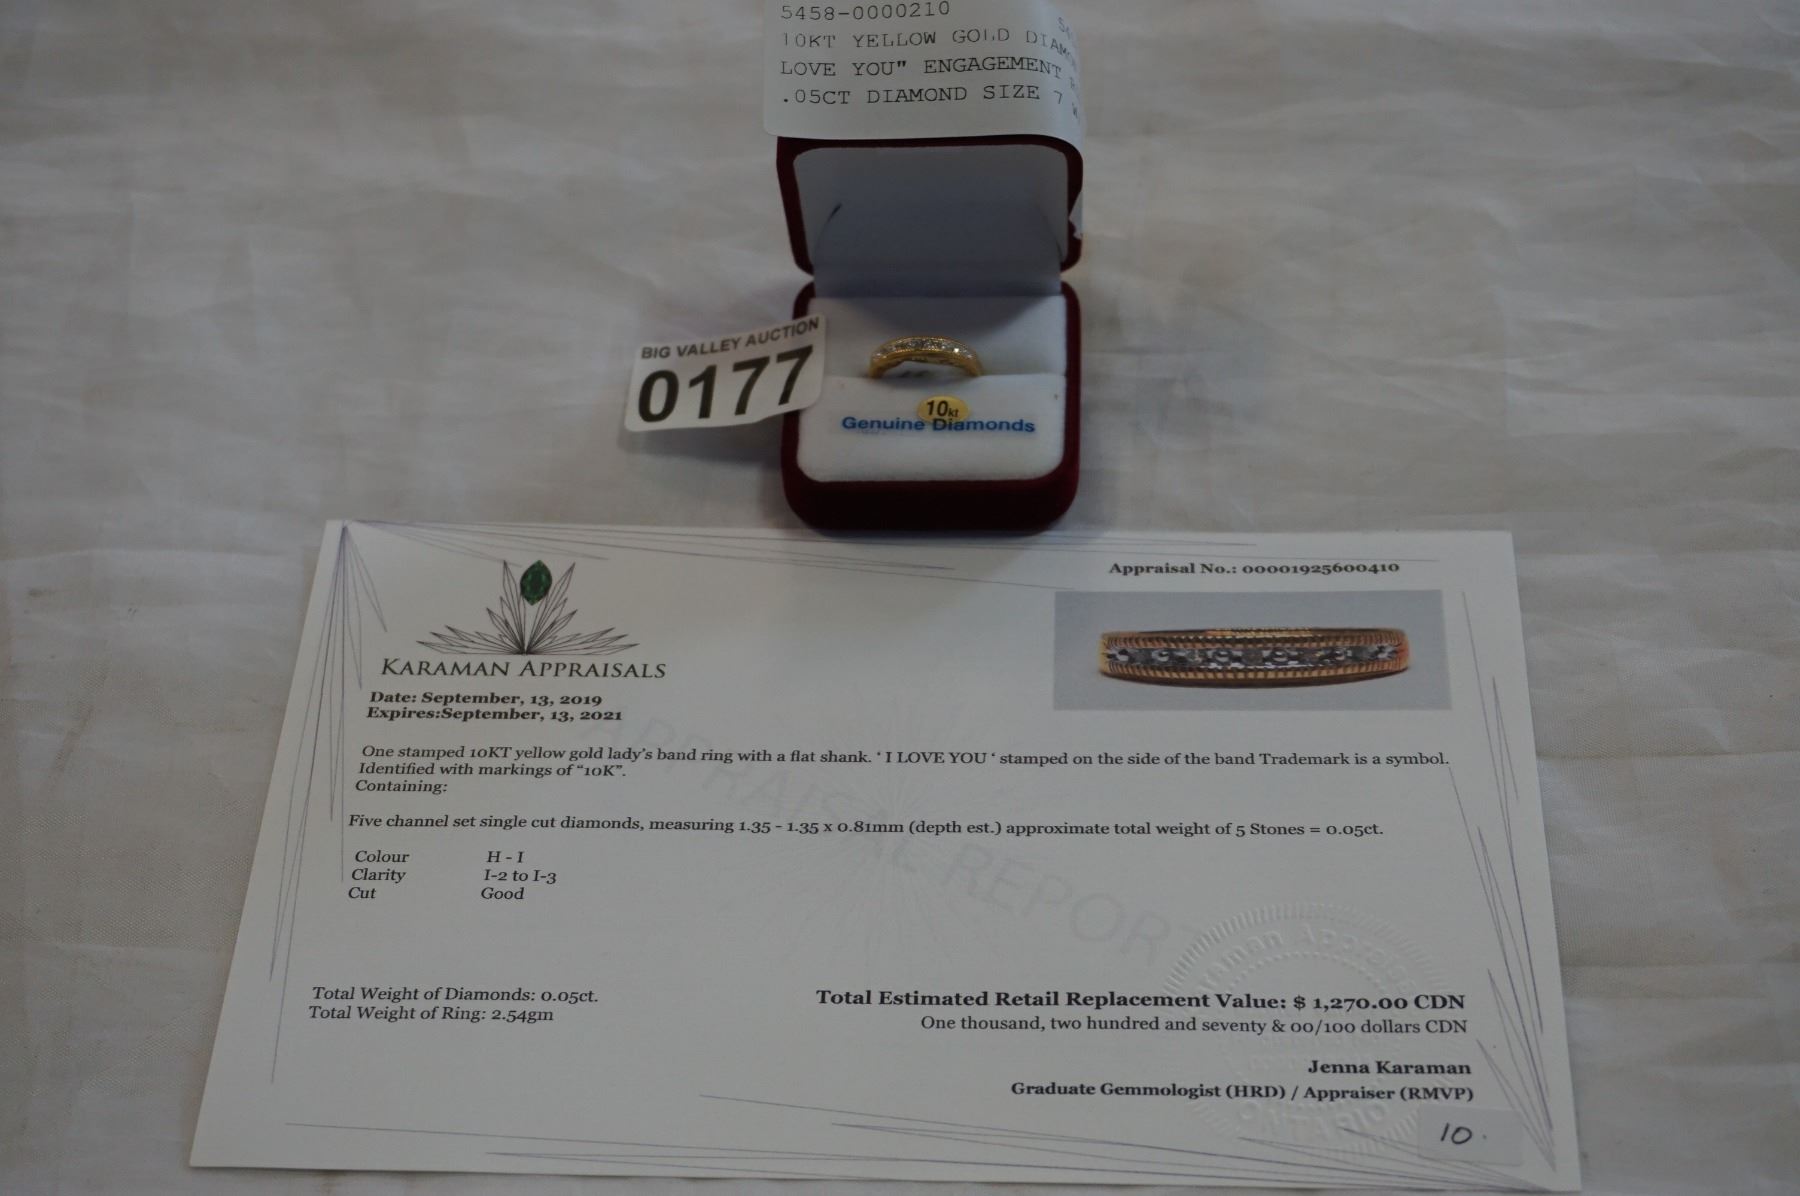 5458-0000210
10KT YELLOW GOLD
LOVE YOU" ENGAGEMENT
.05CT DIAMOND SIZE 7
BIG VALLEY AUCTION
0177
10kt
Genuine Diamonds
Appraisal No.: 00001925600410
KARAMAN APPRAISALS
Date: September, 13, 2019
Expires:September, 13, 2021
One stamped 10KT yellow gold lady's band ring with a flat shank. ' I LOVE YOU ' stamped on the side of the band Trademark is a symbol.
Identified with markings of "10K".
Containing:
Five channel set single cut diamonds, measuring 1.35 - 1.35 x 0.81mm (depth est.) approximate total weight of 5 Stones = 0.05ct.
Colour H - I
Clarity I-2 to I-3
Cut Good
APPRAISAL REPORT
Total Weight of Diamonds: 0.05ct.
Total Weight of Ring: 2.54gm
Total Estimated Retail Replacement Value: $ 1,270.00 CDN
One thousand, two hundred and seventy & 00/100 dollars CDN
Jenna Karaman
Graduate Gemmologist (HRD) / Appraiser (RMVP)
ONTARIO
10.